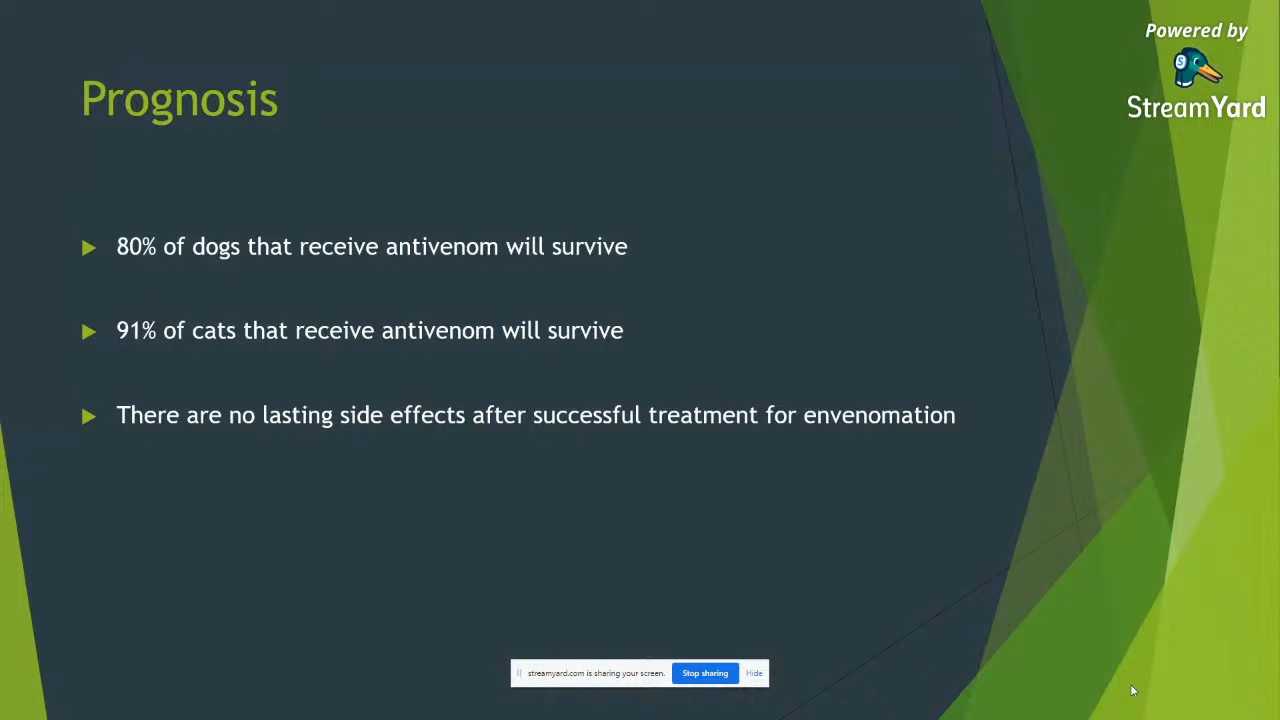 Powered by
StreamYard
Prognosis
80% of dogs that receive antivenom will survive
91% of cats that receive antivenom will survive
There are no lasting side effects after successful treatment for envenomation
streamyard.com is sharing your screen. Stop sharing Hide